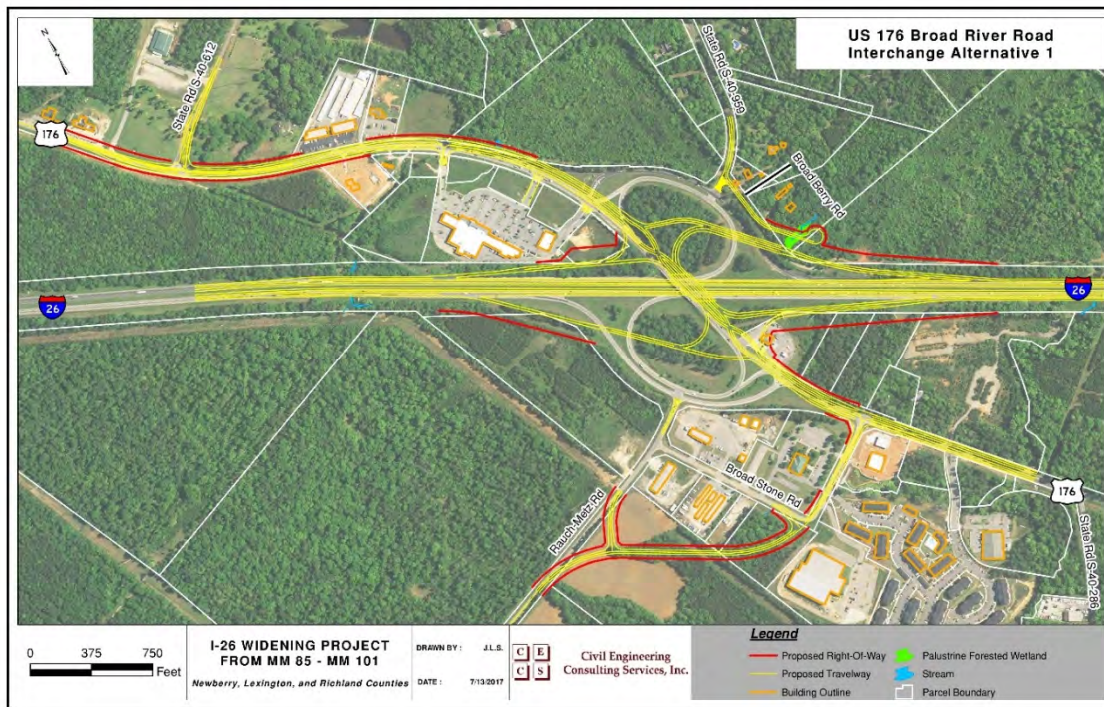 US 176 Broad River Road
Interchange Alternative 1
N
State Rd S-40-612
State Rd S-40-959
176
Broad Berry Rd
26
26
Broad Stone Rd
Rauch-Metz Rd
176
State Rd S-40-286
0 375 750
Feet
I-26 WIDENING PROJECT
FROM MM 85 - MM 101
Newberry, Lexington, and Richland Counties
DRAWN BY : J.L.S.
DATE : 7/13/2017
C E
C S
Civil Engineering
Consulting Services, Inc.
Legend
Proposed Right-Of-Way
Proposed Travelway
Building Outline
Palustrine Forested Wetland
Stream
Parcel Boundary